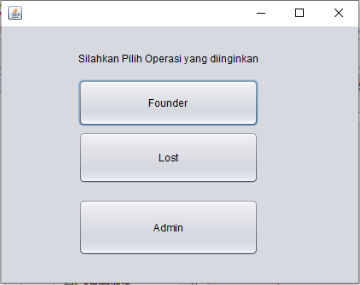 Silahkan Pilih Operasi yang diinginkan
Founder
Lost
Admin